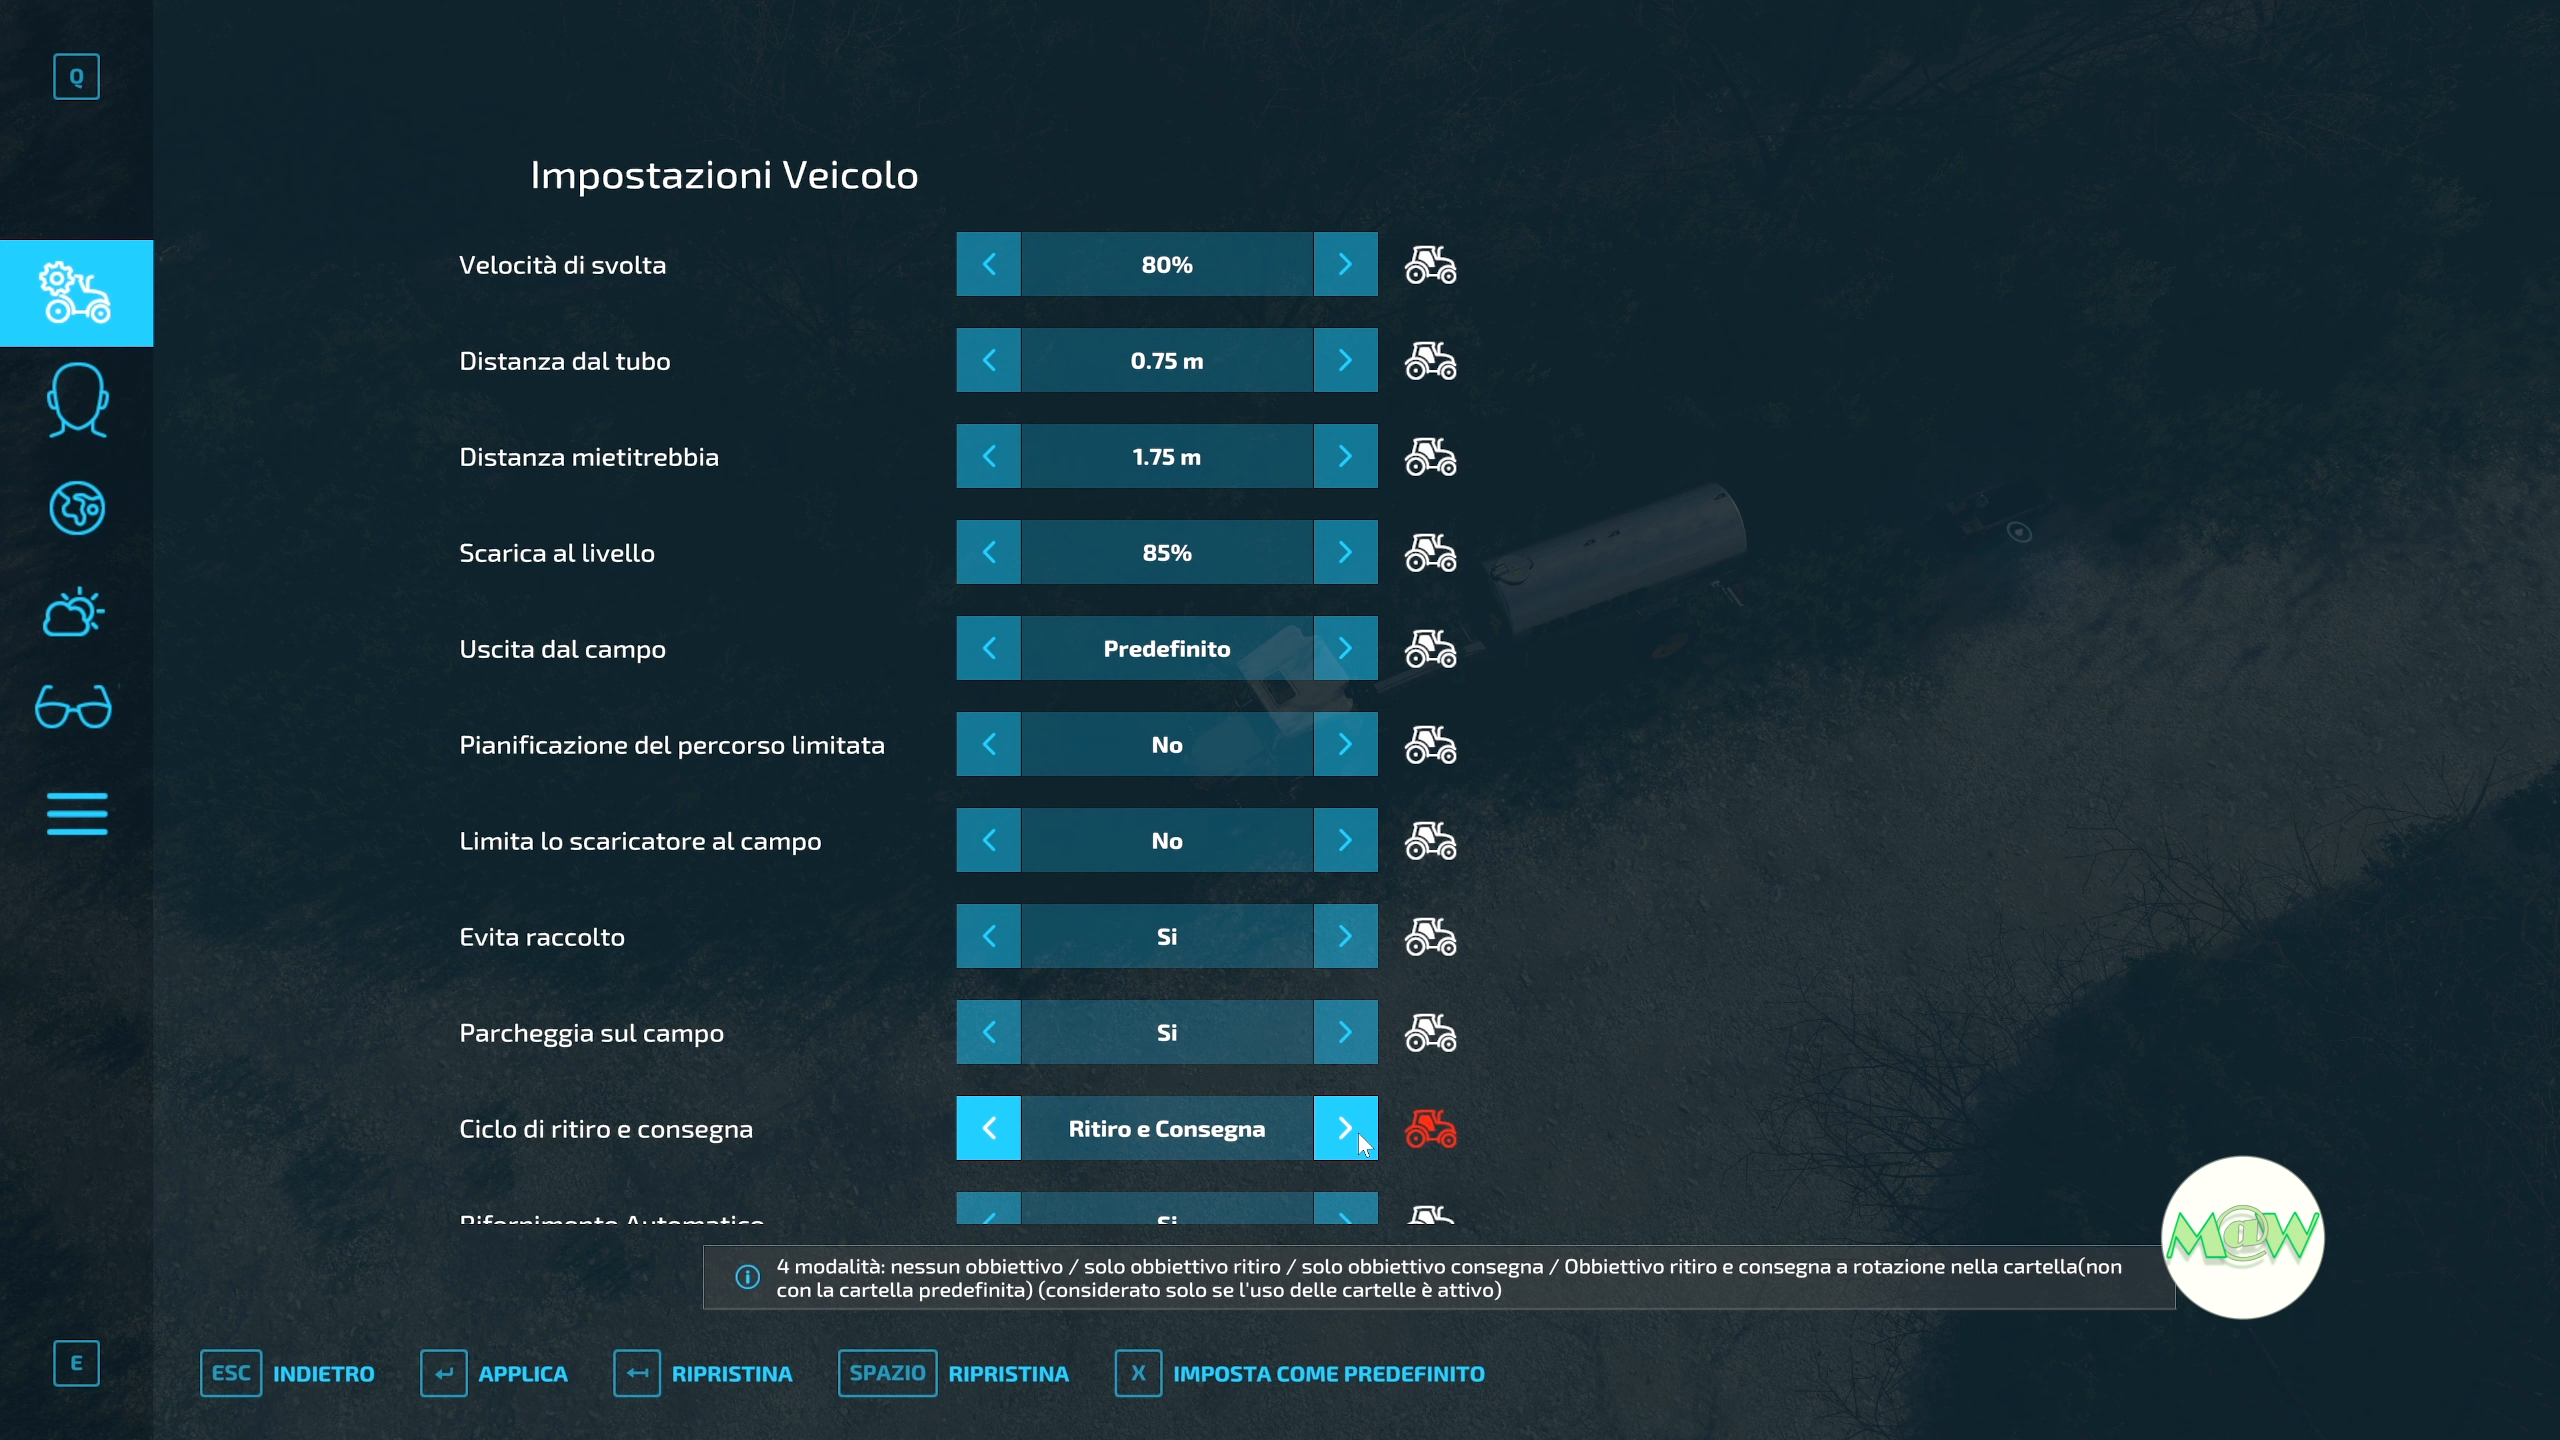 Q
Impostazioni Veicolo
Velocità di svolta
80%
Distanza dal tubo
0.75 m
Distanza mietitrebbia
1.75 m
Scarica al livello
85%
Uscita dal campo
Predefinito
Pianificazione del percorso limitata
No
Limita lo scaricatore al campo
No
Evita raccolto
Si
Parcheggia sul campo
Si
Ciclo di ritiro e consegna
Ritiro e Consegna
Rifornimento Automatico
Si
4 modalità: nessun obbiettivo / solo obbiettivo ritiro / solo obbiettivo consegna / Obbiettivo ritiro e consegna a rotazione nella cartella(non
con la cartella predefinita) (considerato solo se l'uso delle cartelle è attivo)
M@W
E
ESC INDIETRO
APPLICA
RIPRISTINA
SPAZIO RIPRISTINA
X IMPOSTA COME PREDEFINITO